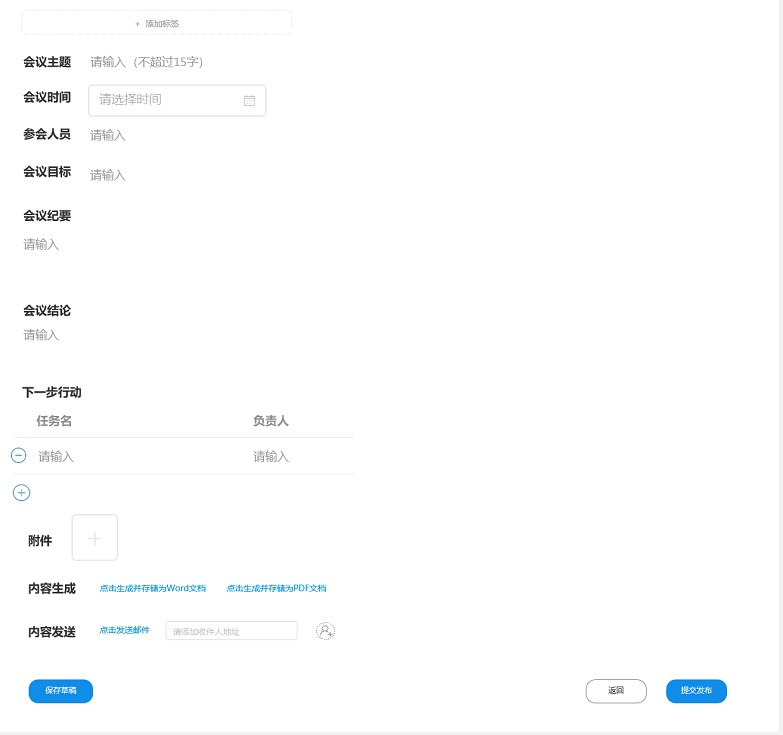 + 添加标签
会议主题 请输入（不超过15字）
会议时间 请选择时间
参会人员 请输入
会议目标 请输入
会议纪要
请输入
会议结论
请输入
下一步行动
任务名 负责人
请输入 请输入
附件
内容生成 点击生成并存储为Word文档 点击生成并存储为PDF文档
内容发送 点击发送邮件 请添加收件人地址
保存草稿 返回 提交发布